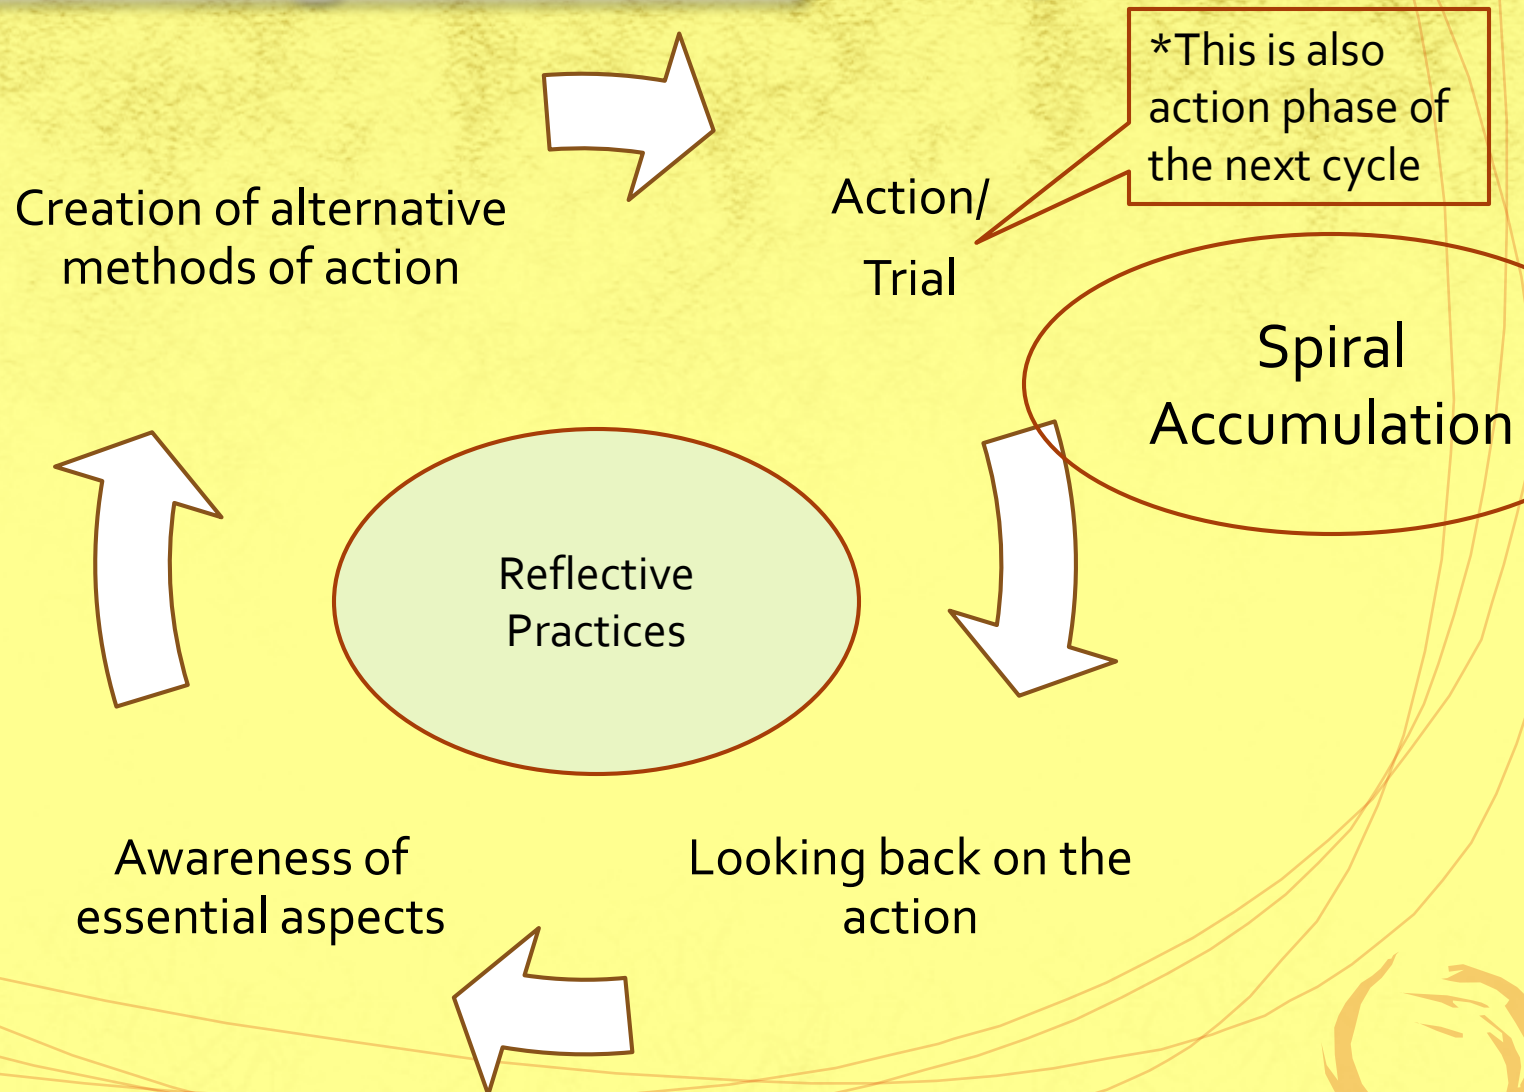 *This is also
action phase of
the next cycle
Creation of alternative
methods of action
Action/
Trial
Spiral
Accumulation
Reflective
Practices
Awareness of
essential aspects
Looking back on the
action